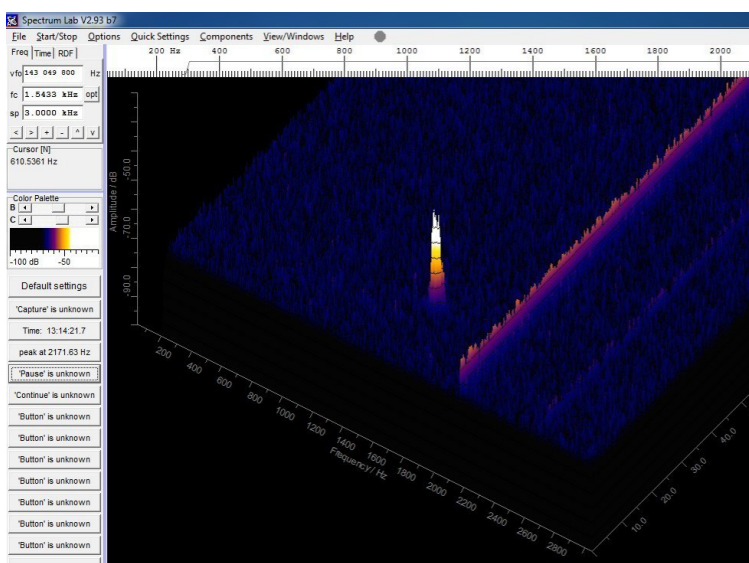 Spectrum Lab V2.93 b7
File Start/Stop Options Quick Settings Components View/Windows Help
Freq Time RDF
200 Hz 400 600 800 1000 1200 1400 1600 1800 2000
vfo 143 049 800 Hz
fc 1.5433 kHz opt
sp 3.0000 kHz
< > + - ^ v
Cursor [N]
610.5361 Hz
Color Palette
B
C
-100 dB -50
Default settings
'Capture' is unknown
Time: 13:14:21.7
peak at 2171.63 Hz
'Pause' is unknown
'Continue' is unknown
'Button' is unknown
'Button' is unknown
'Button' is unknown
'Button' is unknown
'Button' is unknown
'Button' is unknown
'Button' is unknown
Amplitude / dB
-50.0
-70.0
-90.0
200 400 600 800 1000 1200 1400 1600 1800 2000 2200 2400 2600 2800
Frequency / Hz
10.0 20.0 30.0 40.0